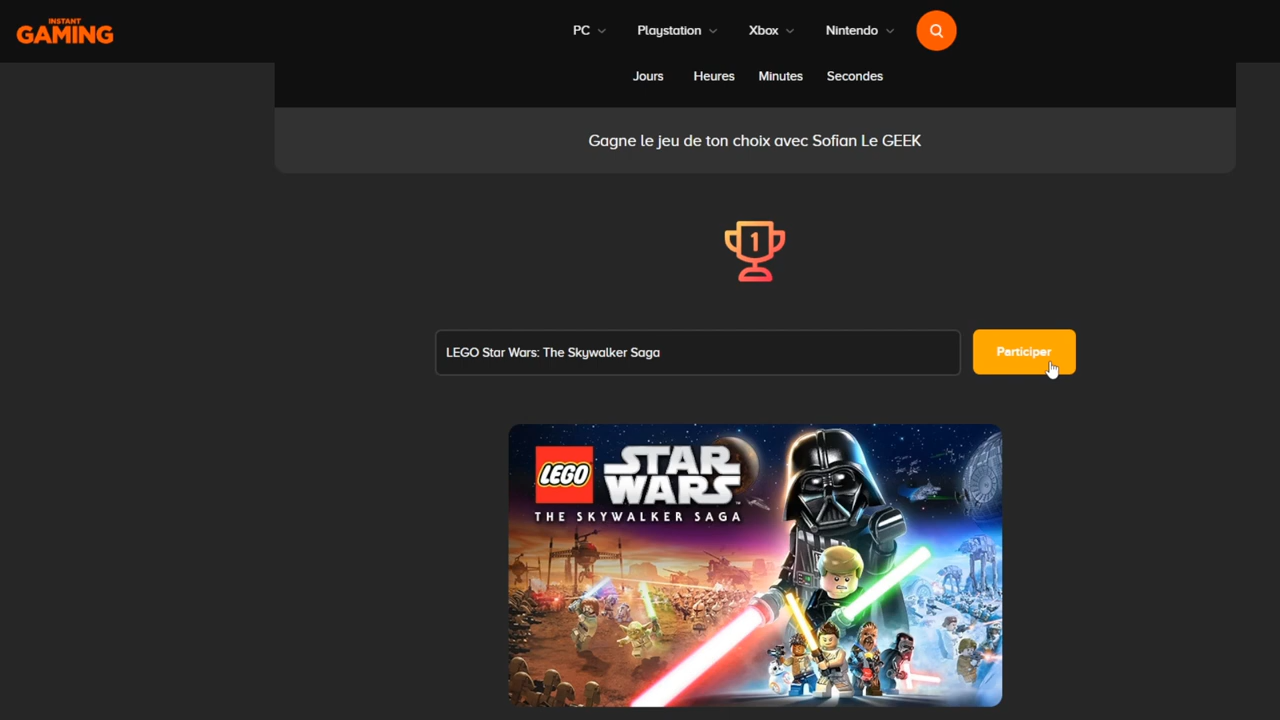 INSTANT
GAMING
PC
Playstation
Xbox
Nintendo
Jours
Heures
Minutes
Secondes
Gagne le jeu de ton choix avec Sofian Le GEEK
1
LEGO Star Wars: The Skywalker Saga
Participer
LEGO
STAR
WARS
THE SKYWALKER SAGA